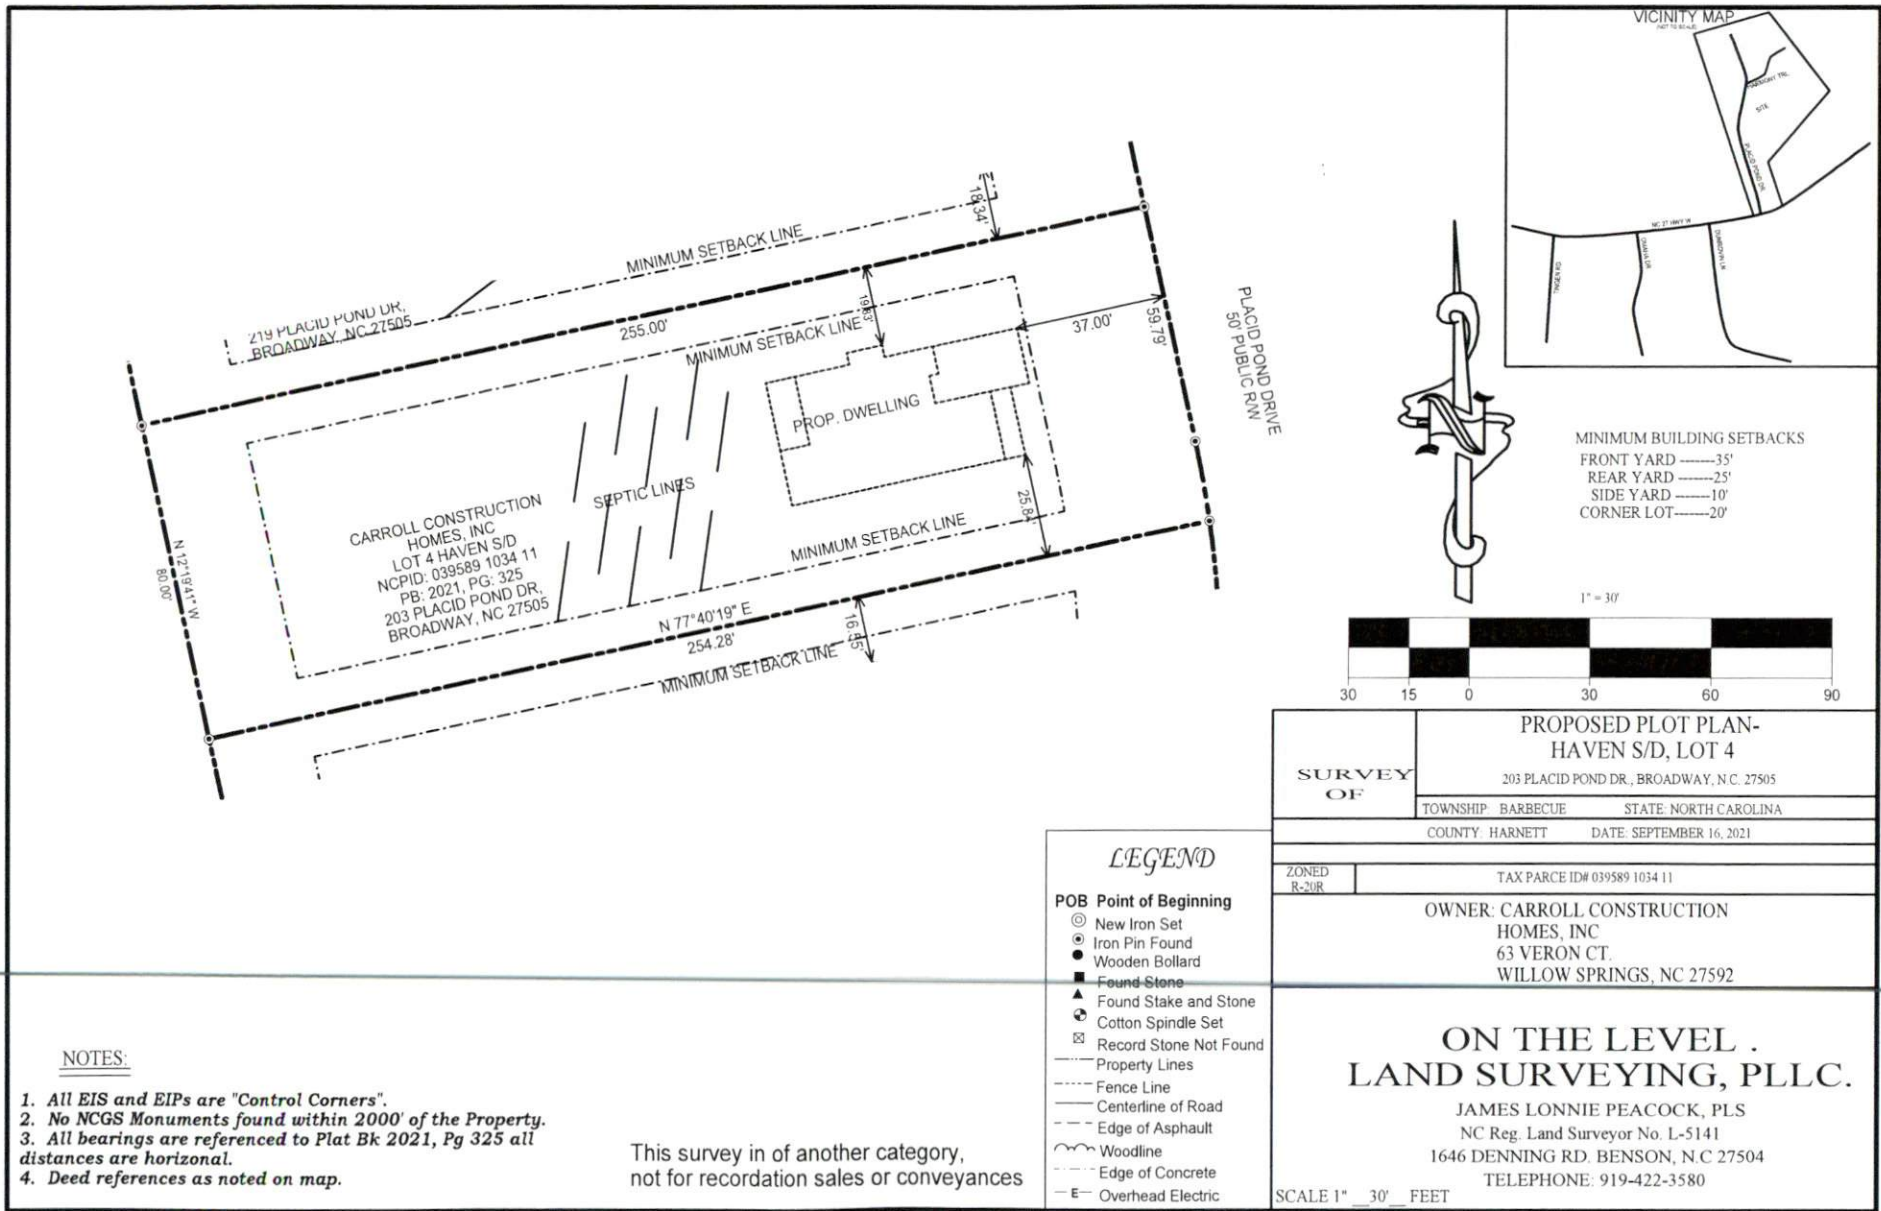 VICINITY MAP
(NOT TO SCALE)
HARMONY TRL
SITE
PLACID POND DR
NC 27 HWY W
TINGEN RD
OMAHA DR
18.34'
MINIMUM SETBACK LINE
219 PLACID POND DR,
BROADWAY, NC 27505
255.00'
19.83'
MINIMUM SETBACK LINE
37.00'
59.79'
PLACID POND DRIVE
50' PUBLIC R/W
PROP. DWELLING
SEPTIC LINES
25.84'
MINIMUM SETBACK LINE
CARROLL CONSTRUCTION
HOMES, INC
LOT 4 HAVEN S/D
NCPID: 039589 1034 11
PB: 2021, PG: 325
203 PLACID POND DR,
BROADWAY, NC 27505
N 12°19'41" W
80.00'
N 77°40'19" E
254.28'
16.55'
MINIMUM SETBACK LINE
N
MINIMUM BUILDING SETBACKS
FRONT YARD -------35'
REAR YARD -------25'
SIDE YARD -------10'
CORNER LOT-------20'
1" = 30'
30 15 0 30 60 90
SURVEY
OF
PROPOSED PLOT PLAN-
HAVEN S/D, LOT 4
203 PLACID POND DR., BROADWAY, N.C. 27505
TOWNSHIP: BARBECUE STATE: NORTH CAROLINA
COUNTY: HARNETT DATE: SEPTEMBER 16, 2021
ZONED
R-20R
TAX PARCE ID# 039589 1034 11
OWNER: CARROLL CONSTRUCTION
HOMES, INC
63 VERON CT.
WILLOW SPRINGS, NC 27592
LEGEND
POB Point of Beginning
New Iron Set
Iron Pin Found
Wooden Bollard
Found Stone
Found Stake and Stone
Cotton Spindle Set
Record Stone Not Found
Property Lines
Fence Line
Centerline of Road
Edge of Asphalt
Woodline
Edge of Concrete
E Overhead Electric
ON THE LEVEL .
LAND SURVEYING, PLLC.
JAMES LONNIE PEACOCK, PLS
NC Reg. Land Surveyor No. L-5141
1646 DENNING RD. BENSON, N.C 27504
TELEPHONE: 919-422-3580
SCALE 1" __30'__ FEET
NOTES:
1. All EIS and EIPs are "Control Corners".
2. No NCGS Monuments found within 2000' of the Property.
3. All bearings are referenced to Plat Bk 2021, Pg 325 all
distances are horizonal.
4. Deed references as noted on map.
This survey in of another category,
not for recordation sales or conveyances